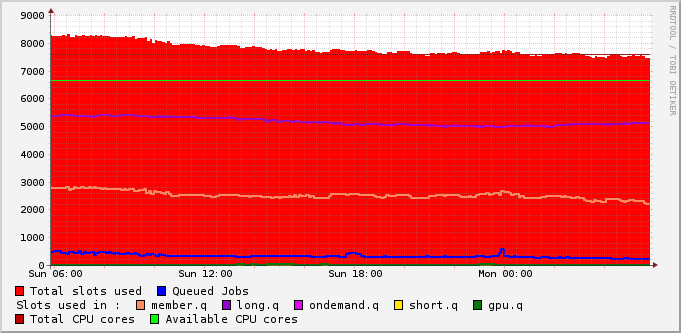 9000
8000
7000
6000
5000
4000
3000
2000
1000
0
Sun 06:00 Sun 12:00 Sun 18:00 Mon 00:00
Total slots used Queued Jobs
Slots used in : member.q long.q ondemand.q short.q gpu.q
Total CPU cores Available CPU cores
RRDTOOL / TOBI OETIKER